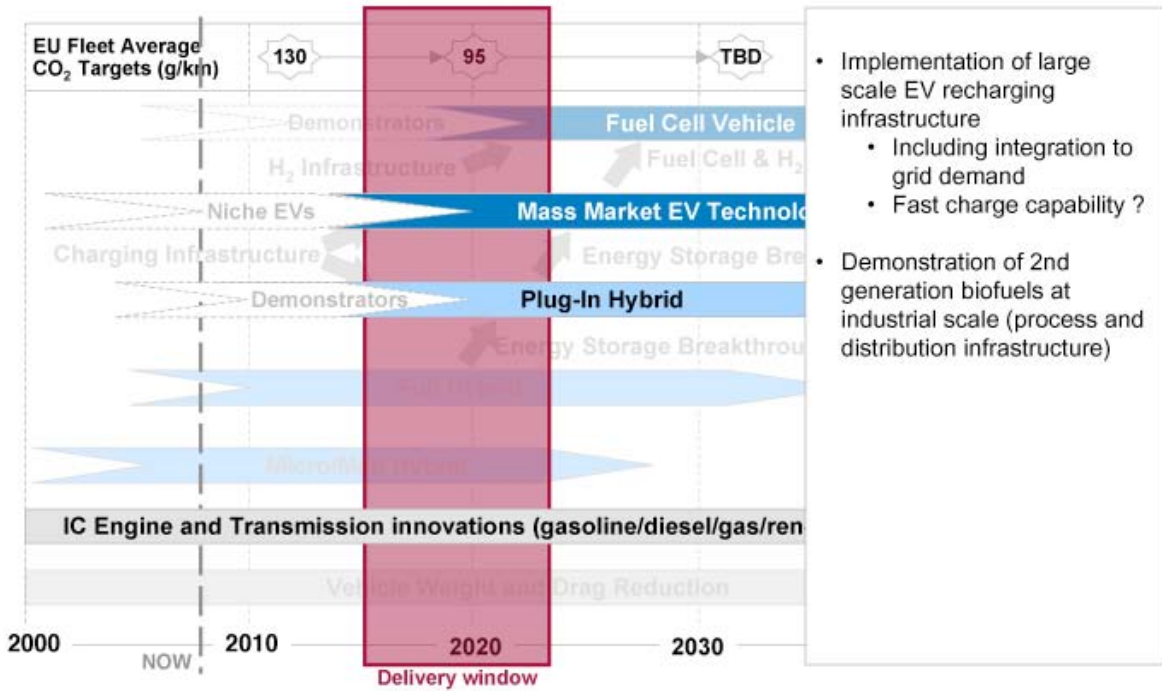 EU Fleet Average
CO₂ Targets (g/km)
130
95
TBD
Demonstrators
Fuel Cell Vehicle
H₂ Infrastructure
Fuel Cell & H₂
Niche EVs
Mass Market EV Technolo
Charging Infrastructure
Energy Storage Brea
Demonstrators
Plug-In Hybrid
Energy Storage Breakthrou
Full Hybrid
Micro/Mild Hybrid
IC Engine and Transmission innovations (gasoline/diesel/gas/ren
Vehicle Weight and Drag Reduction
2000
2010
2020
2030
NOW
Delivery window
• Implementation of large
scale EV recharging
infrastructure
• Including integration to
grid demand
• Fast charge capability ?
• Demonstration of 2nd
generation biofuels at
industrial scale (process and
distribution infrastructure)